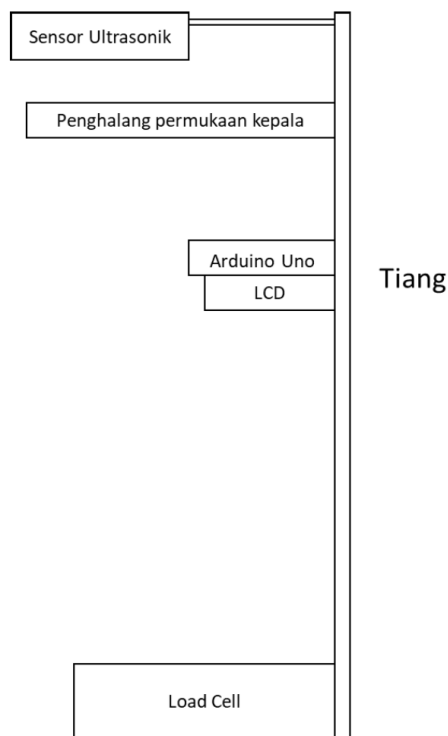 Sensor Ultrasonik
Penghalang permukaan kepala
Arduino Uno
Tiang
LCD
Load Cell